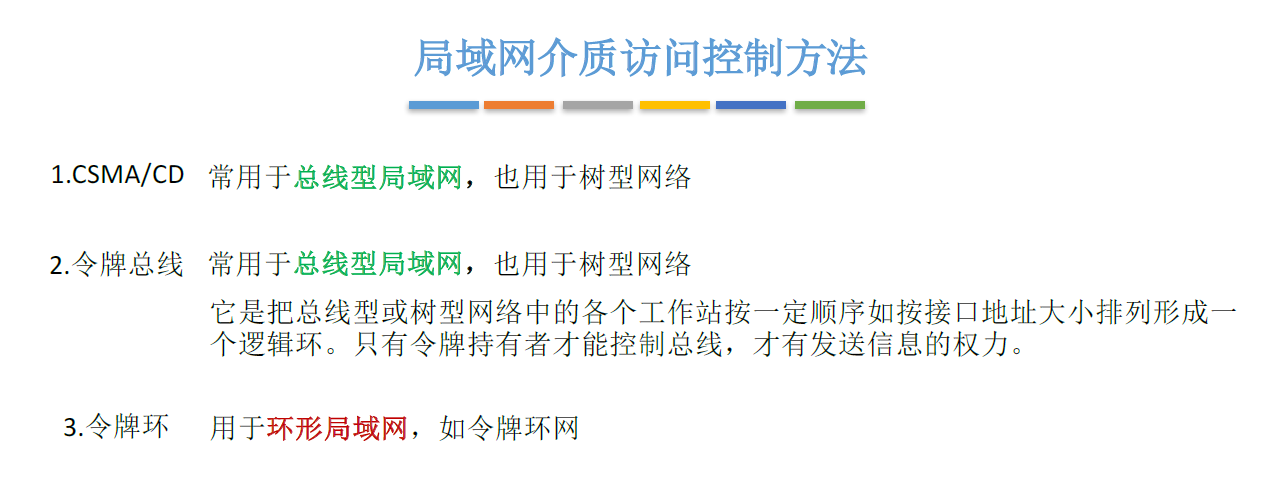 局域网介质访问控制方法
1.CSMA/CD 常用于总线型局域网，也用于树型网络
2.令牌总线 常用于总线型局域网，也用于树型网络
它是把总线型或树型网络中的各个工作站按一定顺序如按接口地址大小排列形成一
个逻辑环。只有令牌持有者才能控制总线，才有发送信息的权力。
3.令牌环 用于环形局域网，如令牌环网